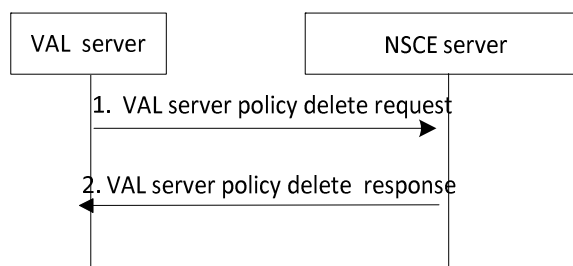 VAL server
NSCE server
1. VAL server policy delete request
2. VAL server policy delete response